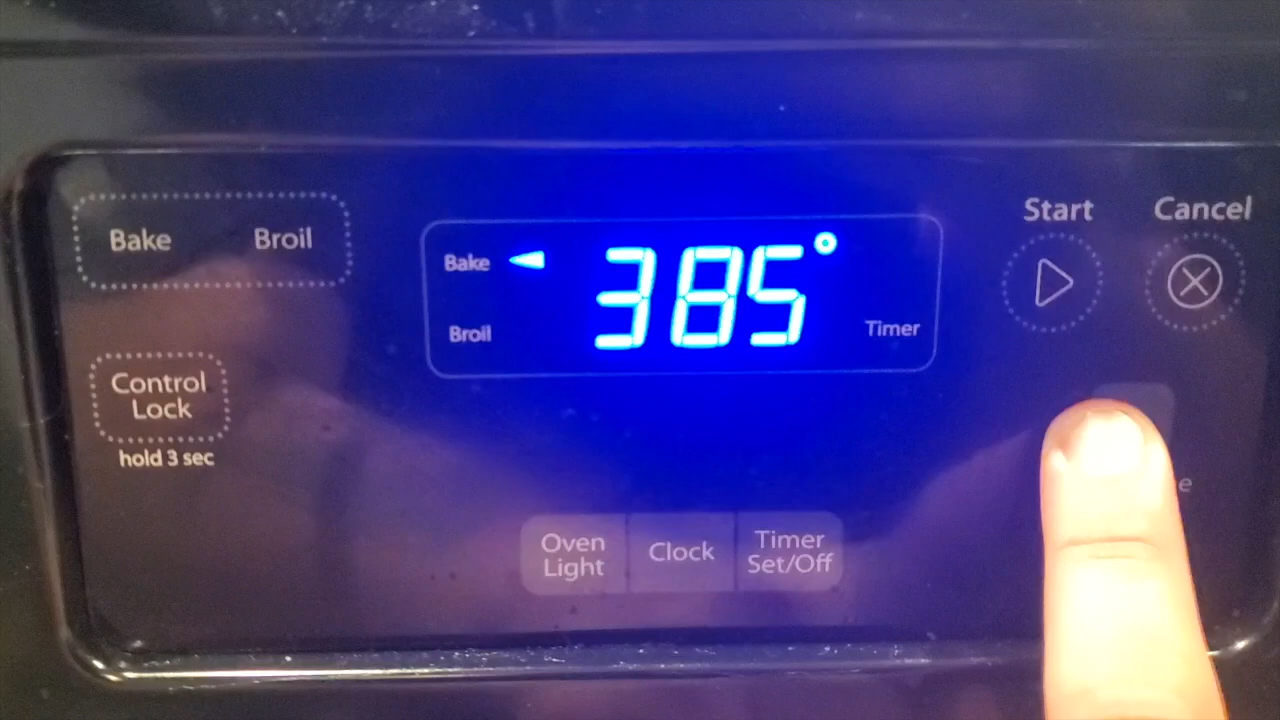 Bake Broil
Control
Lock
hold 3 sec
Bake
385°
Broil
Timer
Start Cancel
Oven
Light
Clock
Timer
Set/Off